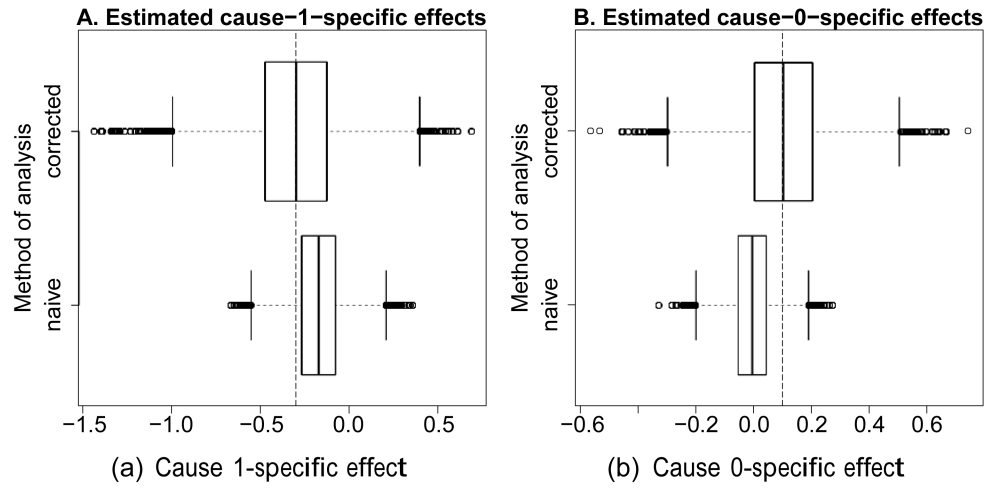 A. Estimated cause−1−specific effects
B. Estimated cause−0−specific effects
Method of analysis
corrected
naive
Method of analysis
corrected
naive
−1.5 −1.0 −0.5 0.0 0.5
−0.6 −0.2 0.0 0.2 0.4 0.6
(a) Cause 1-specific effect
(b) Cause 0-specific effect